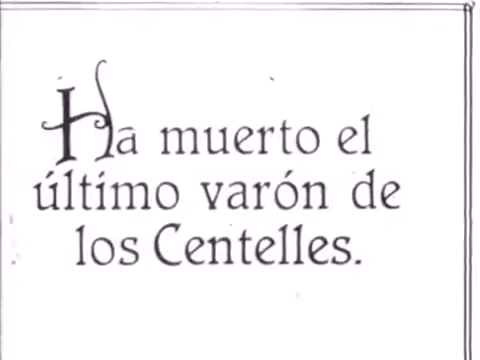 Ha muerto el
último varón de
los Centelles.